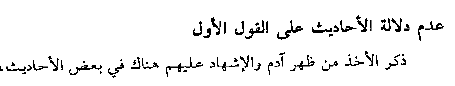 عدم دلالة الأحاديث على القول الأول
ذكر الأخذ من ظهر آدم والإشهاد عليهم هناك في بعض الأحاديث،